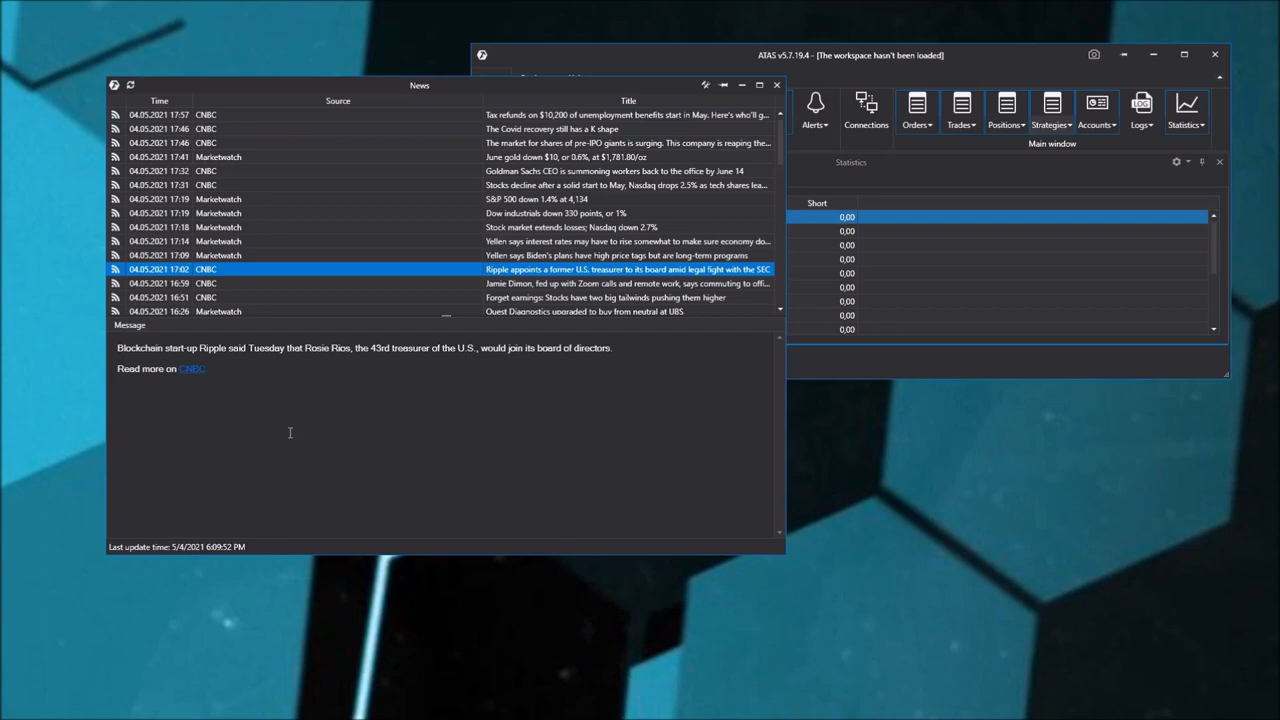 ATAS v5.7.19.4 - [The workspace hasn't been loaded]
News
Time Source Title
04.05.2021 17:57 CNBC Tax refunds on $10,200 of unemployment benefits start in May. Here's who'll g...
04.05.2021 17:46 CNBC The Covid recovery still has a K shape
04.05.2021 17:46 CNBC The market for shares of pre-IPO giants is surging. This company is reaping the...
04.05.2021 17:41 Marketwatch June gold down $10, or 0.6%, at $1,781.80/oz
04.05.2021 17:32 CNBC Goldman Sachs CEO is summoning workers back to the office by June 14
04.05.2021 17:31 CNBC Stocks decline after a solid start to May, Nasdaq drops 2.5% as tech shares lea...
04.05.2021 17:19 Marketwatch S&P 500 down 1.4% at 4,134
04.05.2021 17:19 Marketwatch Dow industrials down 330 points, or 1%
04.05.2021 17:18 Marketwatch Stock market extends losses; Nasdaq down 2.7%
04.05.2021 17:14 Marketwatch Yellen says interest rates may have to rise somewhat to make sure economy do...
04.05.2021 17:09 Marketwatch Yellen says Biden's plans have high price tags but are long-term programs
04.05.2021 17:02 CNBC Ripple appoints a former U.S. treasurer to its board amid legal fight with the SEC
04.05.2021 16:59 CNBC Jamie Dimon, fed up with Zoom calls and remote work, says commuting to offi...
04.05.2021 16:51 CNBC Forget earnings: Stocks have two big tailwinds pushing them higher
04.05.2021 16:26 Marketwatch Quest Diagnostics upgraded to buy from neutral at UBS
Message
Blockchain start-up Ripple said Tuesday that Rosie Rios, the 43rd treasurer of the U.S., would join its board of directors.
Read more on CNBC
Last update time: 5/4/2021 6:09:52 PM
Alerts Connections Orders Trades Positions Strategies Accounts LOG Logs Statistics
Main window
Statistics
Short
0,00
0,00
0,00
0,00
0,00
0,00
0,00
0,00
0,00